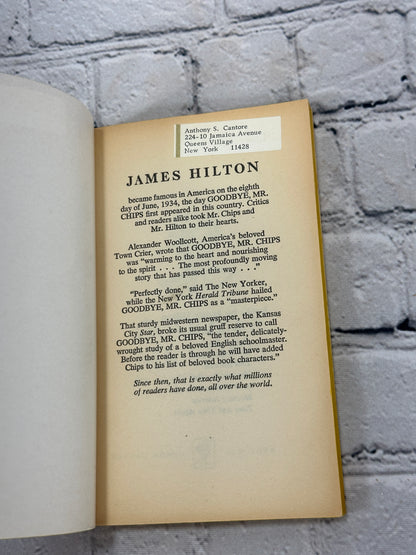 Anthony S. Cantore
224-10 Jamaica Avenue
Queens Village
New York 11428
JAMES HILTON
became famous in America on the eighth
day of June, 1934, the day GOODBYE, MR.
CHIPS first appeared in this country. Critics
and readers alike took Mr. Chips and
Mr. Hilton to their hearts.
Alexander Woollcott, America's beloved
Town Crier, wrote that GOODBYE, MR. CHIPS
was "warming to the heart and nourishing
to the spirit . . . The most profoundly moving
story that has passed this way . . ."
"Perfectly done," said The New Yorker,
while the New York Herald Tribune hailed
GOODBYE, MR. CHIPS as a "masterpiece."
That sturdy midwestern newspaper, the Kansas
City Star, broke its usual gruff reserve to call
GOODBYE, MR. CHIPS, "the tender, delicately-
wrought study of a beloved English schoolmaster.
Before the reader is through he will have added
Chips to his list of beloved book characters."
Since then, that is exactly what millions
of readers have done, all over the world.